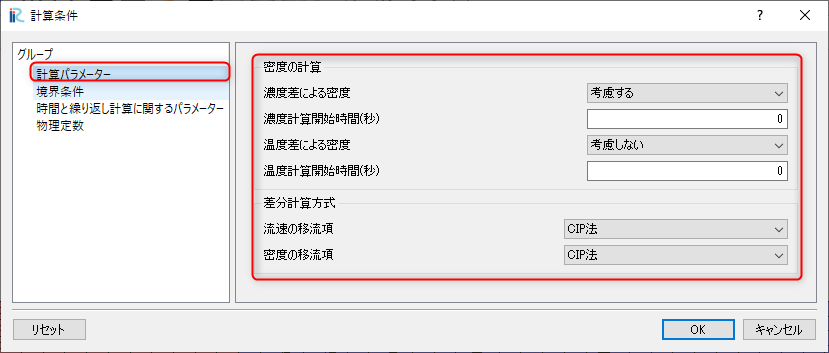 計算条件
グループ
計算パラメーター
境界条件
時間と繰り返し計算に関するパラメーター
物理定数
密度の計算
濃度差による密度 考慮する
濃度計算開始時間(秒) 0
温度差による密度 考慮しない
温度計算開始時間(秒) 0
差分計算方式
流速の移流項 CIP法
密度の移流項 CIP法
リセット OK キャンセル